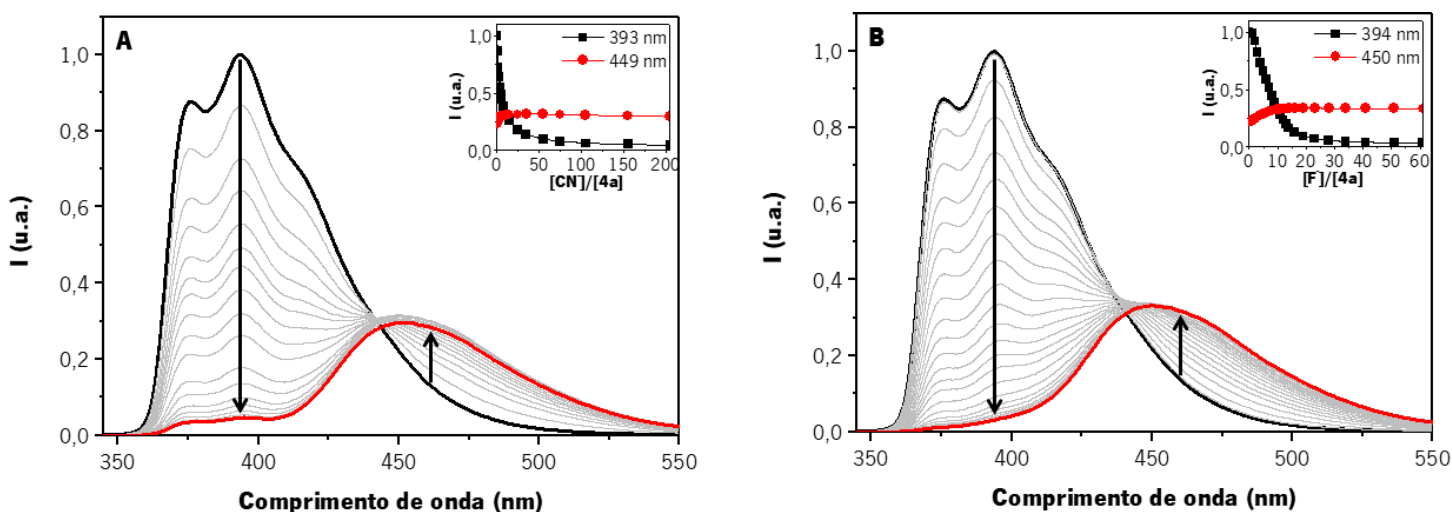 A
I (u.a.)
1,0
0,8
0,6
0,4
0,2
0,0
350
400
450
500
550
Comprimento de onda (nm)
I (u.a.)
1,0
0,5
0,0
393 nm
449 nm
0
50
100
150
200
[CN⁻]/[4a]
B
I (u.a.)
1,0
0,8
0,6
0,4
0,2
0,0
350
400
450
500
550
Comprimento de onda (nm)
I (u.a.)
1,0
0,5
0,0
394 nm
450 nm
0
10
20
30
40
50
60
[F⁻]/[4a]